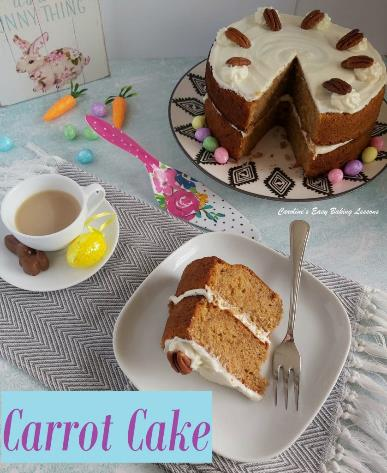 NNY THING
Caroline's Easy Baking Lessons
Carrot Cake